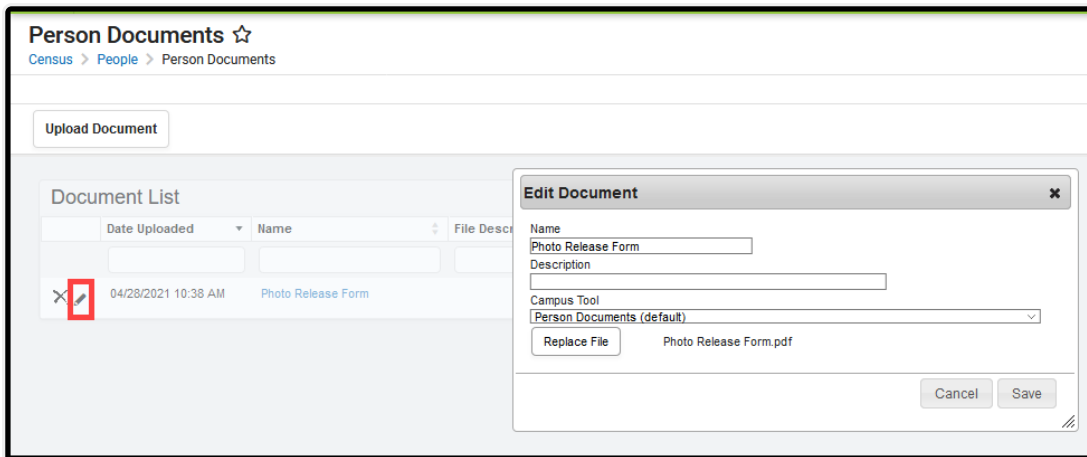 Person Documents
Census > People > Person Documents
Upload Document
Document List
Date Uploaded Name File Descr
04/28/2021 10:38 AM Photo Release Form
Edit Document
Name
Photo Release Form
Description
Campus Tool
Person Documents (default)
Replace File Photo Release Form.pdf
Cancel Save